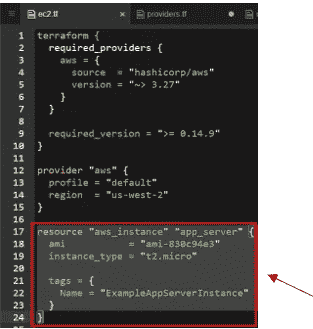 ec2.tf × providers.tf
1 terraform {
2 required_providers {
3 aws = {
4 source = "hashicorp/aws"
5 version = "~> 3.27"
6 }
7 }
8
9 required_version = ">= 0.14.9"
10 }
11
12 provider "aws" {
13 profile = "default"
14 region = "us-west-2"
15 }
16
17 resource "aws_instance" "app_server" {
18 ami = "ami-830c94e3"
19 instance_type = "t2.micro"
20
21 tags = {
22 Name = "ExampleAppServerInstance"
23 }
24 }